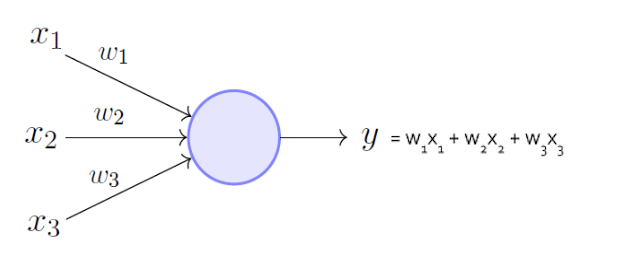 x₁
w₁
w₂
x₂
y = w₁x₁ + w₂x₂ + w₃x₃
w₃
x₃